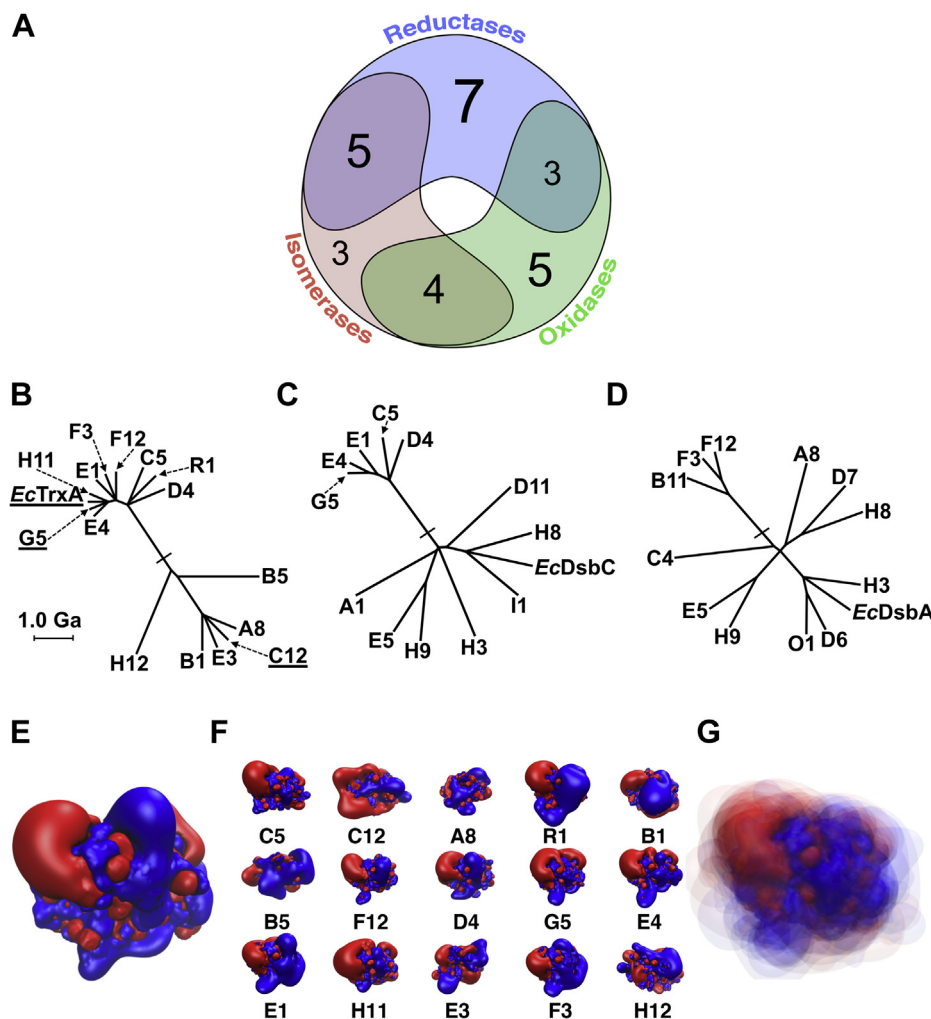 A
Reductases
7
5
3
Isomerases
3
4
5
Oxidases
B
F3
F12
H11
E1
C5
R1
EcTrxA
D4
G5
E4
B5
1.0 Ga
A8
H12
B1
E3
C12
C
C5
E1
D4
E4
G5
D11
H8
EcDsbC
A1
I1
E5
H9
H3
D
F12
F3
B11
A8
D7
H8
C4
H3
E5
EcDsbA
H9
O1
D6
E
F
C5 C12 A8 R1 B1
B5 F12 D4 G5 E4
E1 H11 E3 F3 H12
G